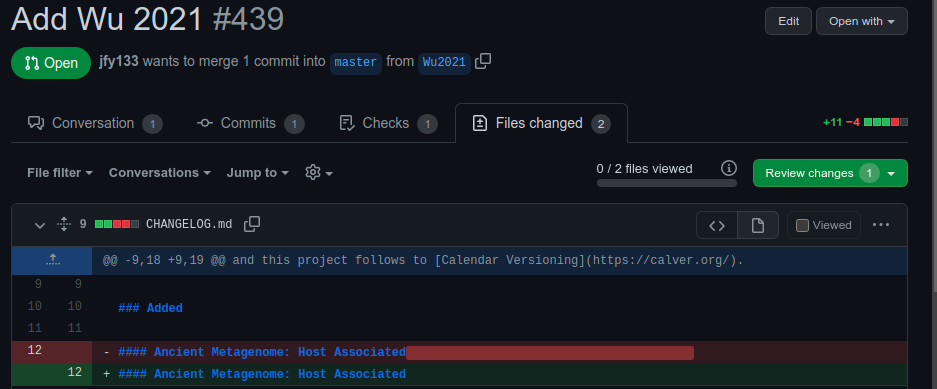 Add Wu 2021 #439
Edit
Open with
Open
jfy133 wants to merge 1 commit into master from Wu2021
Conversation 1
Commits 1
Checks 1
Files changed 2
+11 −4
File filter
Conversations
Jump to
0 / 2 files viewed
Review changes 1
9 CHANGELOG.md
Viewed
@@ -9,18 +9,19 @@ and this project follows to [Calendar Versioning](https://calver.org/).
9 9
10 10 ### Added
11 11
12 - #### Ancient Metagenome: Host Associated
12 + #### Ancient Metagenome: Host Associated